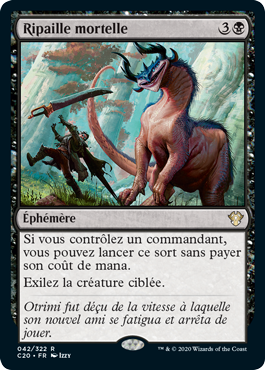 Ripaille mortelle 3
Éphémère
Si vous contrôlez un commandant,
vous pouvez lancer ce sort sans payer
son coût de mana.
Exilez la créature ciblée.
Otrimi fut déçu de la vitesse à laquelle
son nouvel ami se fatigua et arrêta de
jouer.
042/322 R
C20 • FR Izzy
™ & © 2020 Wizards of the Coast